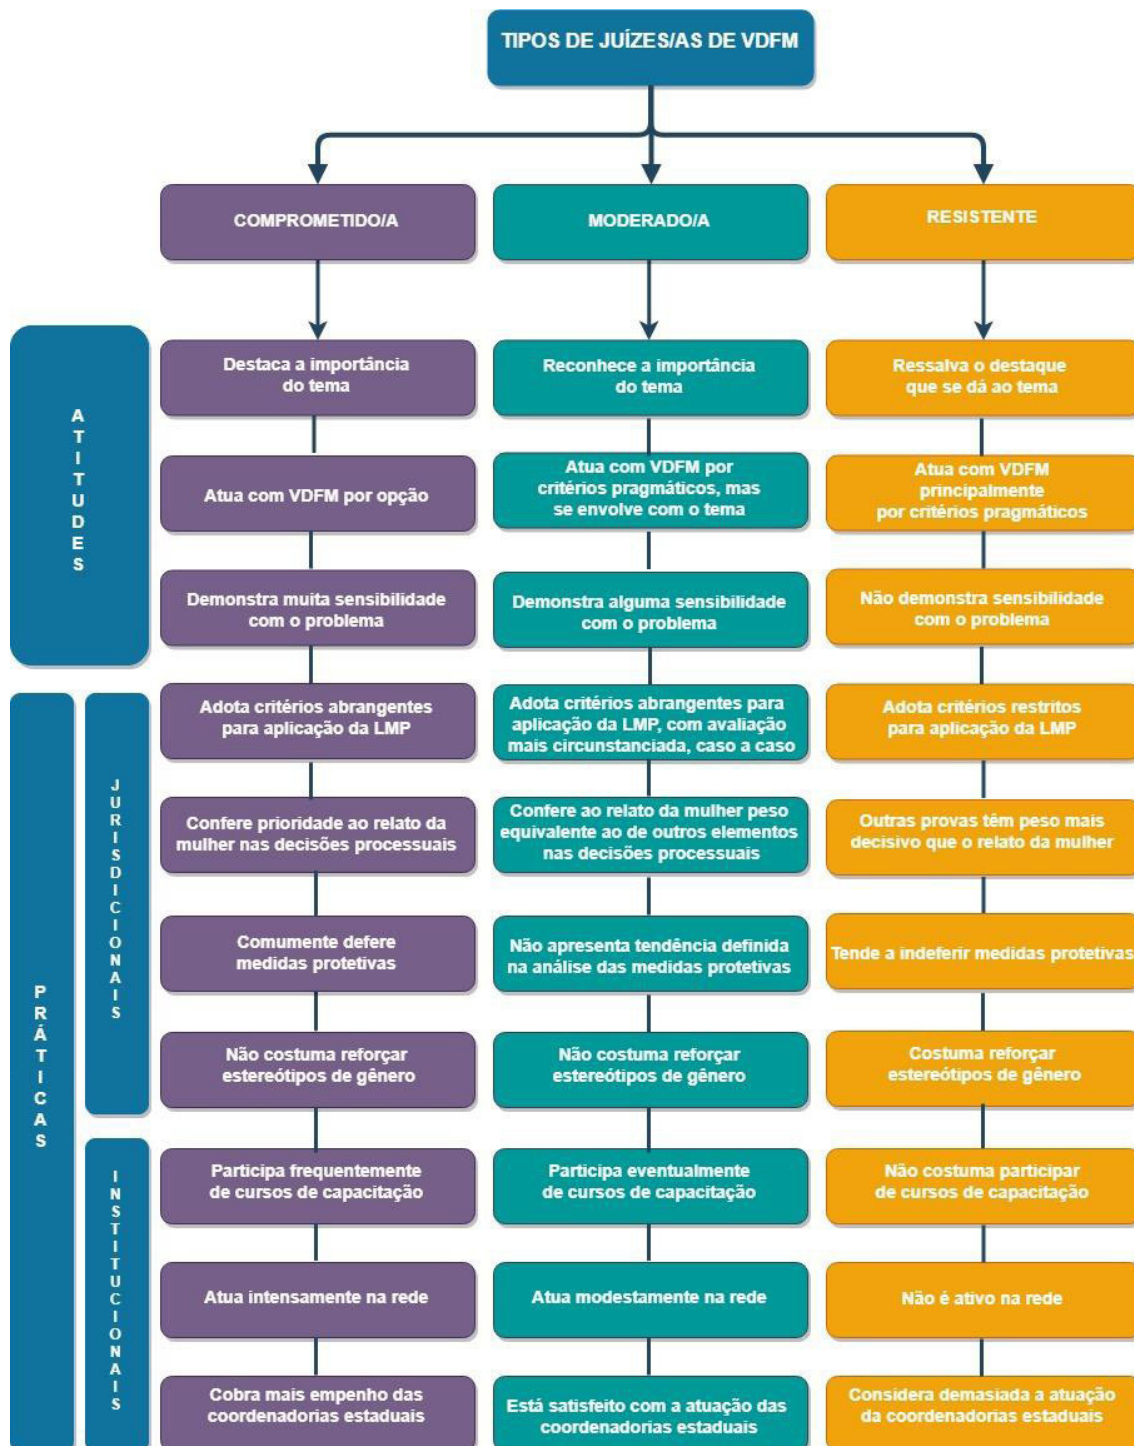 TIPOS DE JUÍZES/AS DE VDFM
COMPROMETIDO/A
MODERADO/A
RESISTENTE
ATITUDES
Destaca a importância
do tema
Reconhece a importância
do tema
Ressalva o destaque
que se dá ao tema
Atua com VDFM por opção
Atua com VDFM por
critérios pragmáticos, mas
se envolve com o tema
Atua com VDFM
principalmente
por critérios pragmáticos
Demonstra muita sensibilidade
com o problema
Demonstra alguma sensibilidade
com o problema
Não demonstra sensibilidade
com o problema
PRÁTICAS
JURISDICIONAIS
Adota critérios abrangentes
para aplicação da LMP
Adota critérios abrangentes para
aplicação da LMP, com avaliação
mais circunstanciada, caso a caso
Adota critérios restritos
para aplicação da LMP
Confere prioridade ao relato da
mulher nas decisões processuais
Confere ao relato da mulher peso
equivalente ao de outros elementos
nas decisões processuais
Outras provas têm peso mais
decisivo que o relato da mulher
Comumente defere
medidas protetivas
Não apresenta tendência definida
na análise das medidas protetivas
Tende a indeferir medidas protetivas
Não costuma reforçar
estereótipos de gênero
Não costuma reforçar
estereótipos de gênero
Costuma reforçar
estereótipos de gênero
INSTITUCIONAIS
Participa frequentemente
de cursos de capacitação
Participa eventualmente
de cursos de capacitação
Não costuma participar
de cursos de capacitação
Atua intensamente na rede
Atua modestamente na rede
Não é ativo na rede
Cobra mais empenho das
coordenadorias estaduais
Está satisfeito com a atuação das
coordenadorias estaduais
Considera demasiada a atuação
da coordenadorias estaduais